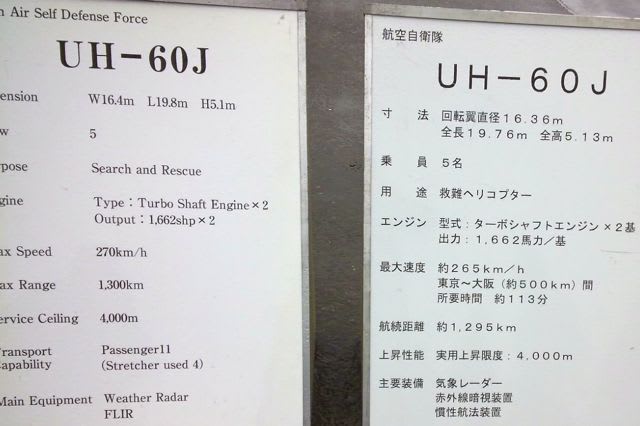 Air Self Defense Force
UH-60J
W16.4m L19.8m H5.1m
5
Search and Rescue
Type：Turbo Shaft Engine×2
Output：1,662shp×2
Speed 270km/h
Range 1,300km
Ceiling 4,000m
Passenger11
(Stretcher used 4)
Main Equipment Weather Radar
FLIR
航空自衛隊
ＵＨ－６０Ｊ
寸 法 回転翼直径１６.３６ｍ
全長１９.７６ｍ 全高５.１３ｍ
乗 員 ５名
用 途 救難ヘリコプター
エンジン 型式：ターボシャフトエンジン×２基
出力：１,６６２馬力／基
最大速度 約２６５ｋｍ／ｈ
東京～大阪（約５００ｋｍ）間
所要時間 約１１３分
航続距離 約１,２９５ｋｍ
上昇性能 実用上昇限度：４,０００ｍ
主要装備 気象レーダー
赤外線暗視装置
慣性航法装置